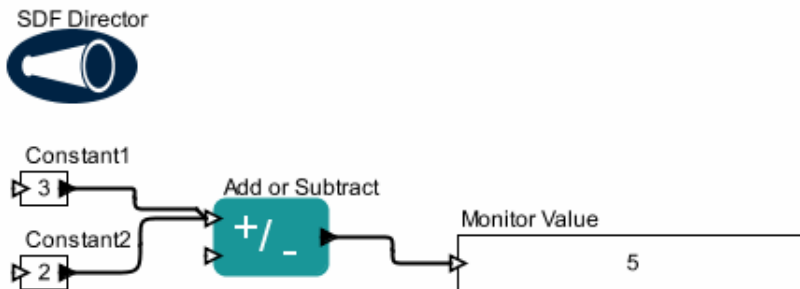 SDF Director
Constant1
3
Add or Subtract
+/-
Monitor Value
5
Constant2
2